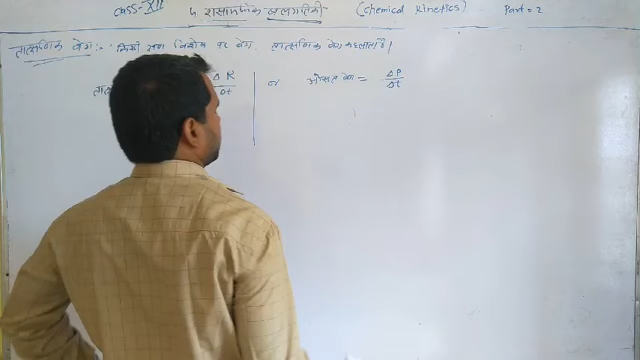 Class-XII 4 रासायनिक बलगतिकी- (Chemical Kinetics) Part = 2
तात्क्षणिक वेग :- किसी क्षण विशेष पर वेग, तात्क्षणिक वेग कहलाता है।
ΔR or औसत वेग = ΔP
Δt Δt